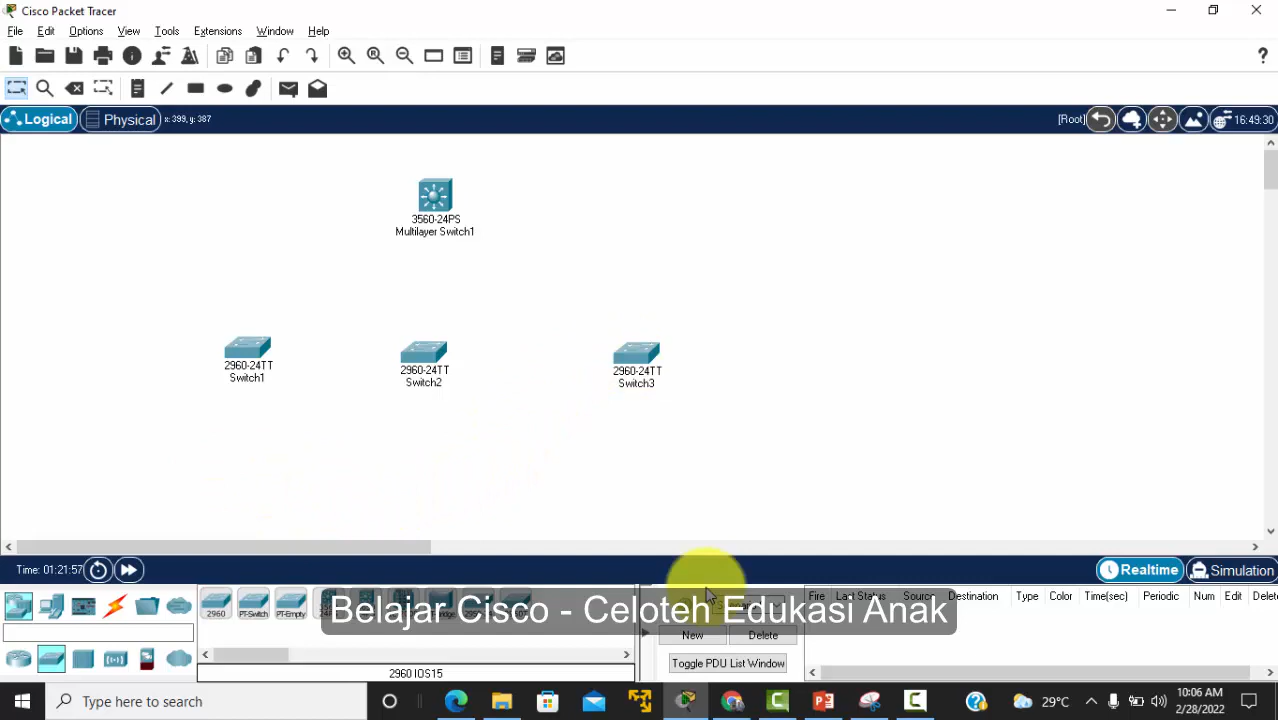 Cisco Packet Tracer
File Edit Options View Tools Extensions Window Help
Logical Physical x: 399, y: 387 [Root] 16:49:30
3560-24PS
Multilayer Switch1
2960-24TT
Switch1
2960-24TT
Switch2
2960-24TT
Switch3
Time: 01:21:57 Realtime Simulation
2960 PT-Switch PT-Empty
Fire Last Status Source Destination Type Color Time(sec) Periodic Num Edit Delete
Belajar Cisco - Celoteh Edukasi Anak
New Delete
Toggle PDU List Window
2960 IOS15
Type here to search
29°C
10:06 AM
2/28/2022